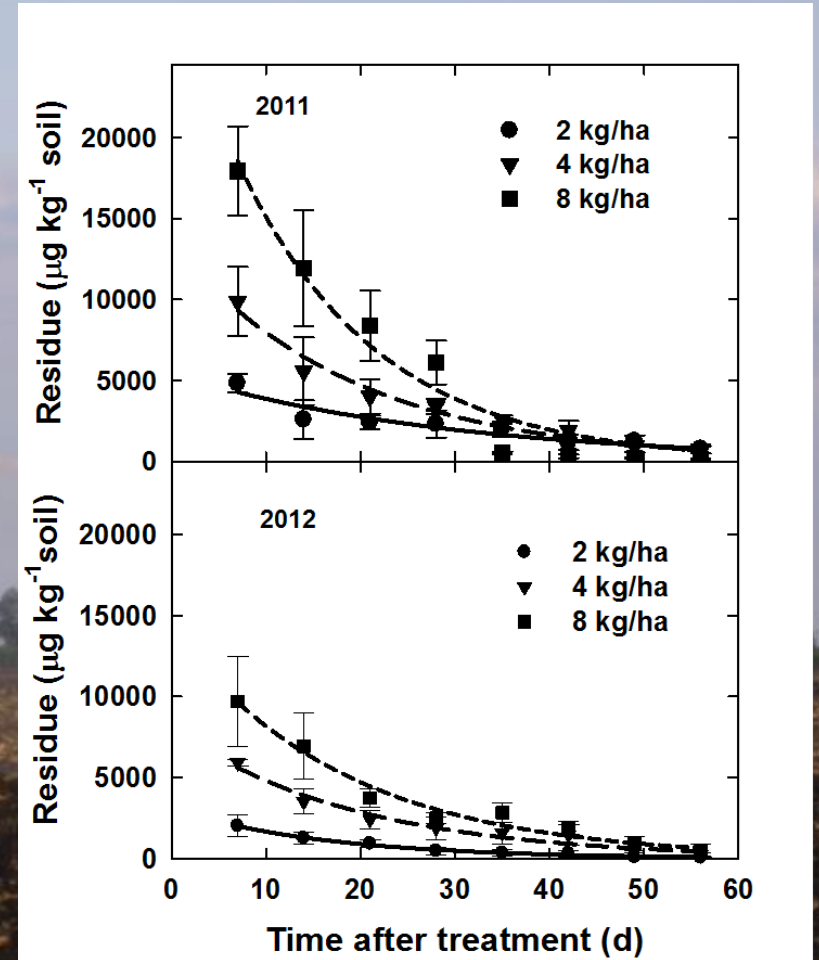 2011
2 kg/ha
4 kg/ha
8 kg/ha
Residue (μg kg⁻¹ soil)
20000
15000
10000
5000
0
2012
2 kg/ha
4 kg/ha
8 kg/ha
Residue (μg kg⁻¹ soil)
20000
15000
10000
5000
0
0 10 20 30 40 50 60
Time after treatment (d)